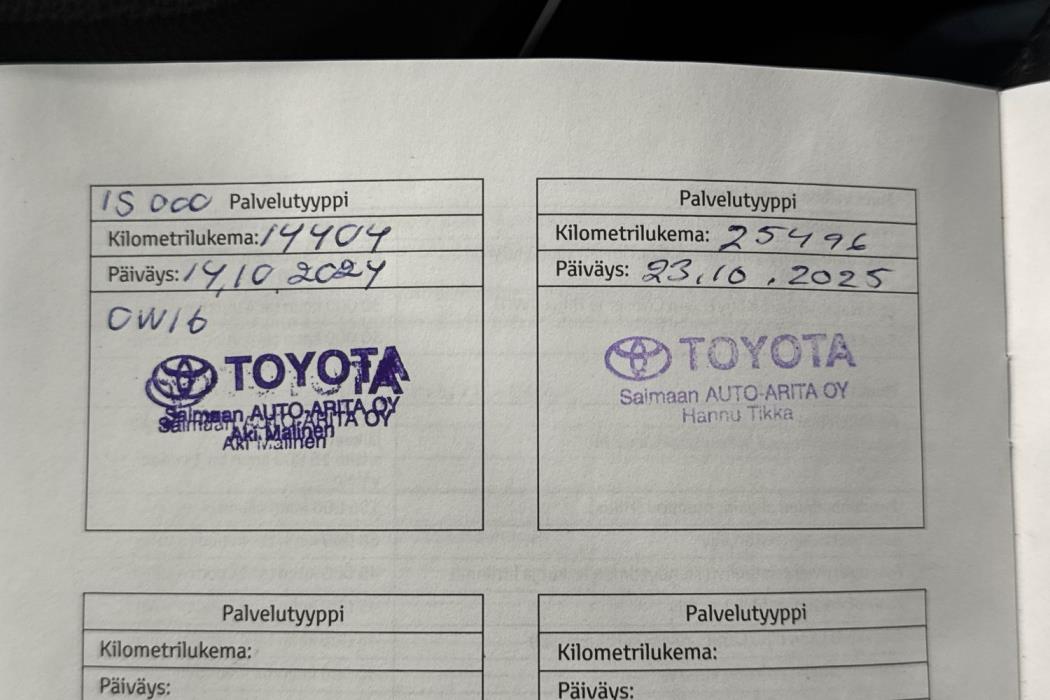 15 000 Palvelutyyppi
Kilometrilukema: 14404
Päiväys: 14,10.2024
OW16
TOYOTA
Saimaan AUTO-ARITA OY
Aki Malinen
Palvelutyyppi
Kilometrilukema: 25496
Päiväys: 23.10.2025
TOYOTA
Saimaan AUTO-ARITA OY
Hannu Tikka
Palvelutyyppi
Kilometrilukema:
Päiväys:
Palvelutyyppi
Kilometrilukema:
Päiväys: